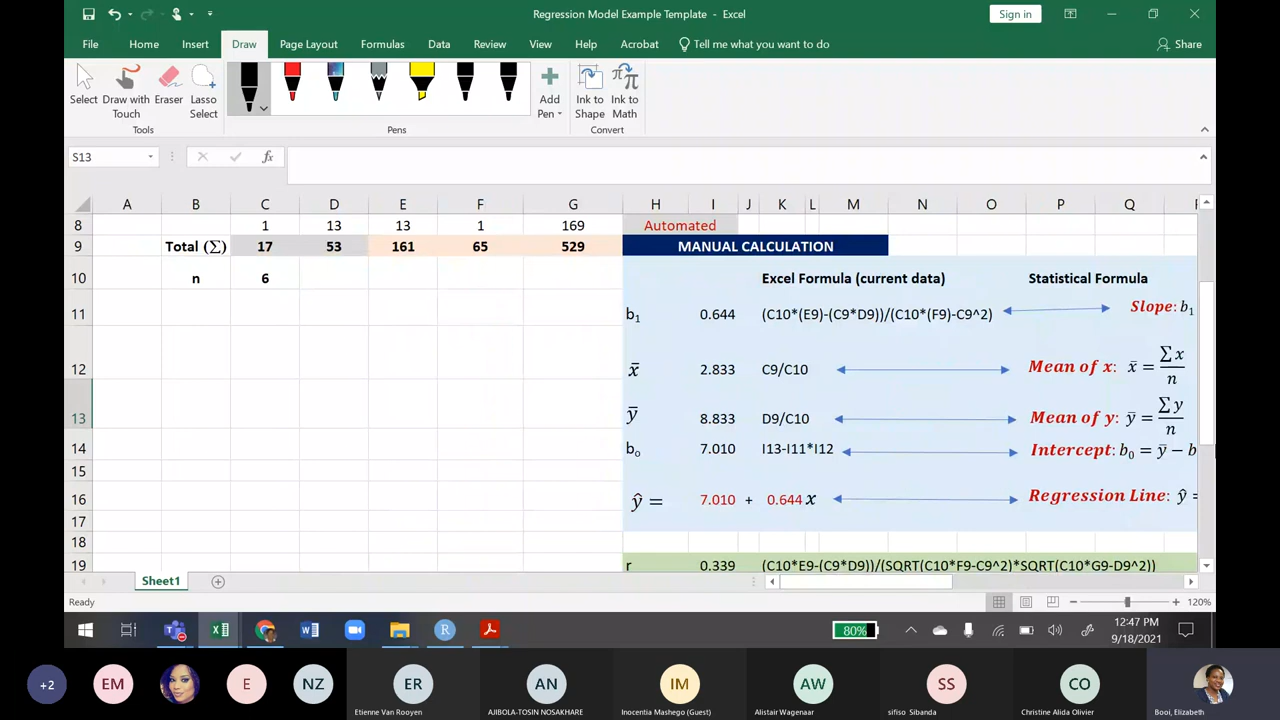 Regression Model Example Template - Excel
Sign in
File Home Insert Draw Page Layout Formulas Data Review View Help Acrobat Tell me what you want to do Share
Select Draw with Touch Eraser Lasso Select Add Pen Ink to Shape Ink to Math
Tools Pens Convert
S13 fx
A B C D E F G H I J K L M N O P Q
8 1 13 13 1 169 Automated
9 Total (∑) 17 53 161 65 529 MANUAL CALCULATION
10 n 6 Excel Formula (current data) Statistical Formula
11 b₁ 0.644 (C10*(E9)-(C9*D9))/(C10*(F9)-C9^2) Slope: b₁
12 x̄ 2.833 C9/C10 Mean of x: x̄ = ∑x / n
13 ȳ 8.833 D9/C10 Mean of y: ȳ = ∑y / n
14 b₀ 7.010 I13-I11*I12 Intercept: b₀ = ȳ − b
15
16 ŷ = 7.010 + 0.644 x Regression Line: ŷ =
17
18
19 r 0.339 (C10*E9-(C9*D9))/(SQRT(C10*F9-C9^2)*SQRT(C10*G9-D9^2))
Sheet1
Ready 120%
80% 12:47 PM
9/18/2021
+2 EM E NZ ER AN IM AW SS CO
Etienne Van Rooyen AJIBOLA-TOSIN NOSAKHARE Inocentia Mashego (Guest) Alistair Wagenaar sifiso Sibanda Christine Alida Olivier Booi, Elizabeth